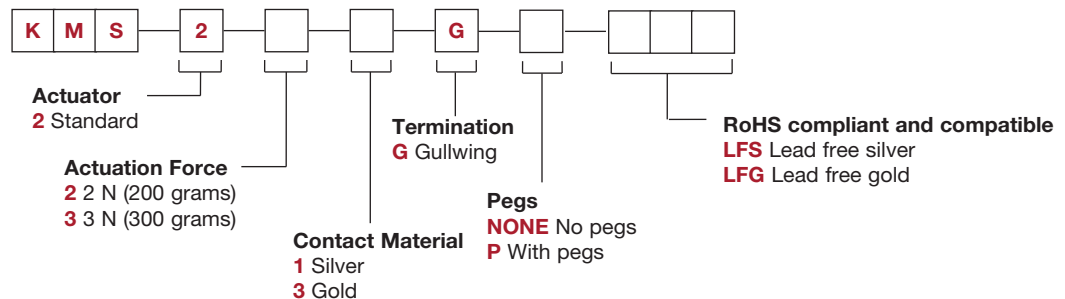 K M S 2 G
Actuator
2 Standard
Actuation Force
2 2 N (200 grams)
3 3 N (300 grams)
Contact Material
1 Silver
3 Gold
Termination
G Gullwing
Pegs
NONE No pegs
P With pegs
RoHS compliant and compatible
LFS Lead free silver
LFG Lead free gold